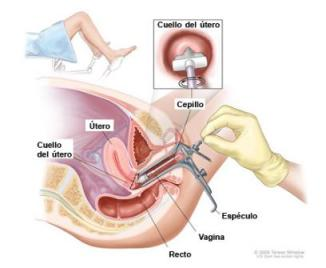 Cuello del útero
Cepillo
Útero
Cuello
del útero
Espéculo
Vagina
Recto